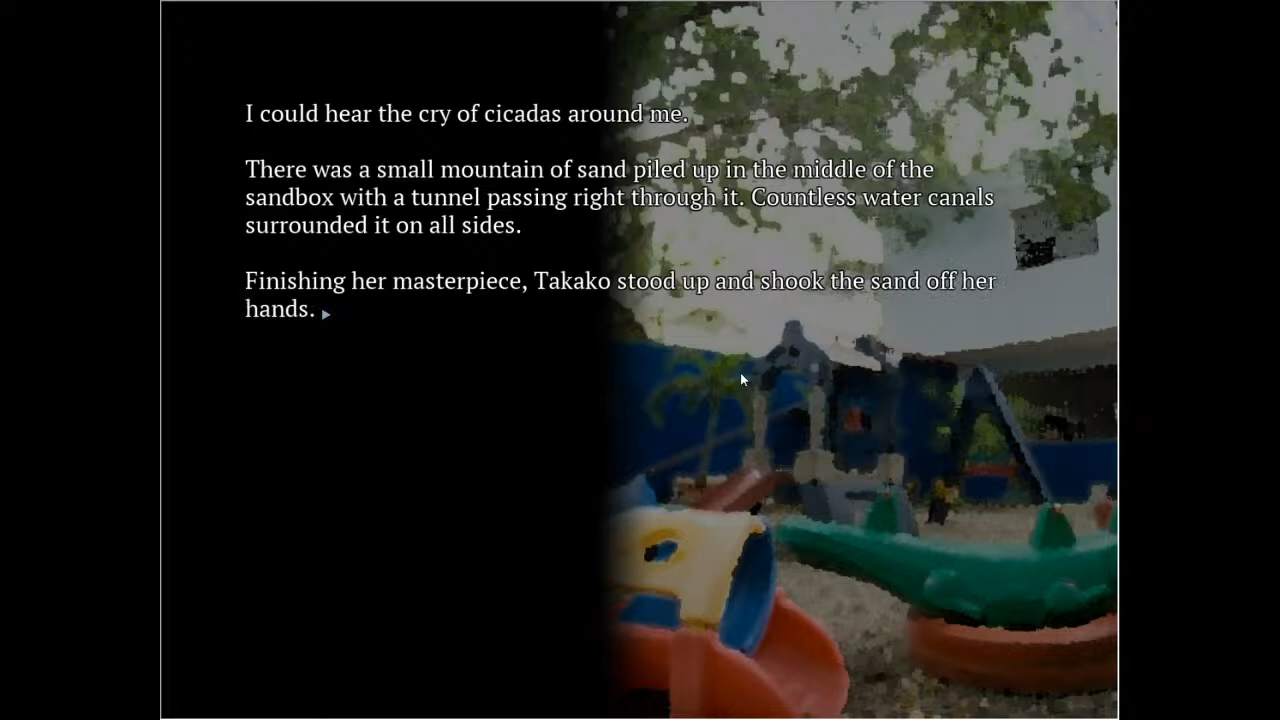 I could hear the cry of cicadas around me.
There was a small mountain of sand piled up in the middle of the
sandbox with a tunnel passing right through it. Countless water canals
surrounded it on all sides.
Finishing her masterpiece, Takako stood up and shook the sand off her
hands.